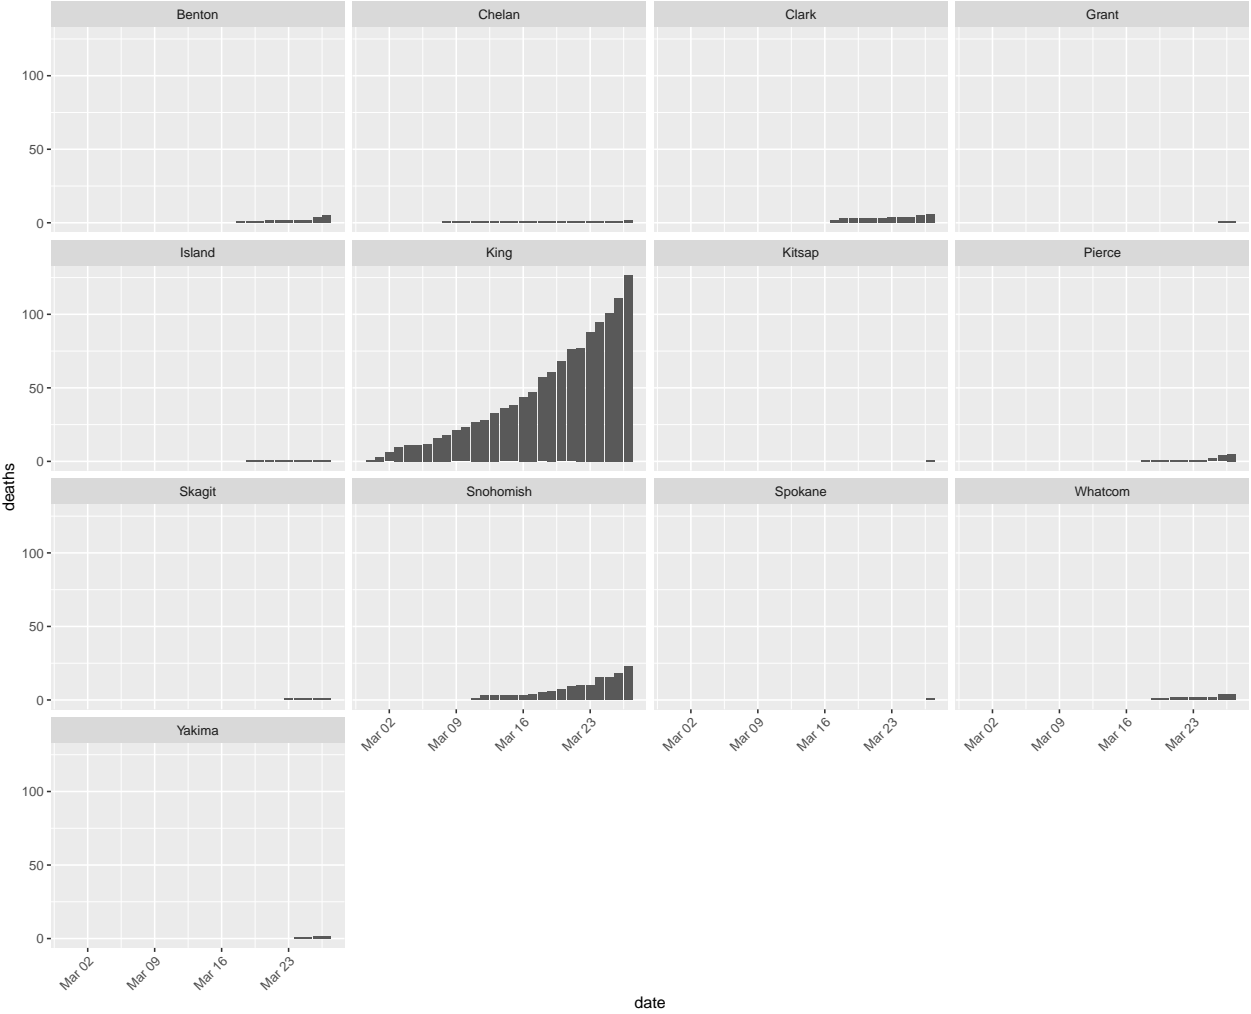 Benton Chelan Clark Grant
100
50
0
Island King Kitsap Pierce
100
50
0
deaths
Skagit Snohomish Spokane Whatcom
100
50
0
Mar 02 Mar 09 Mar 16 Mar 23 Mar 02 Mar 09 Mar 16 Mar 23 Mar 02 Mar 09 Mar 16 Mar 23
Yakima
100
50
0
Mar 02 Mar 09 Mar 16 Mar 23
date